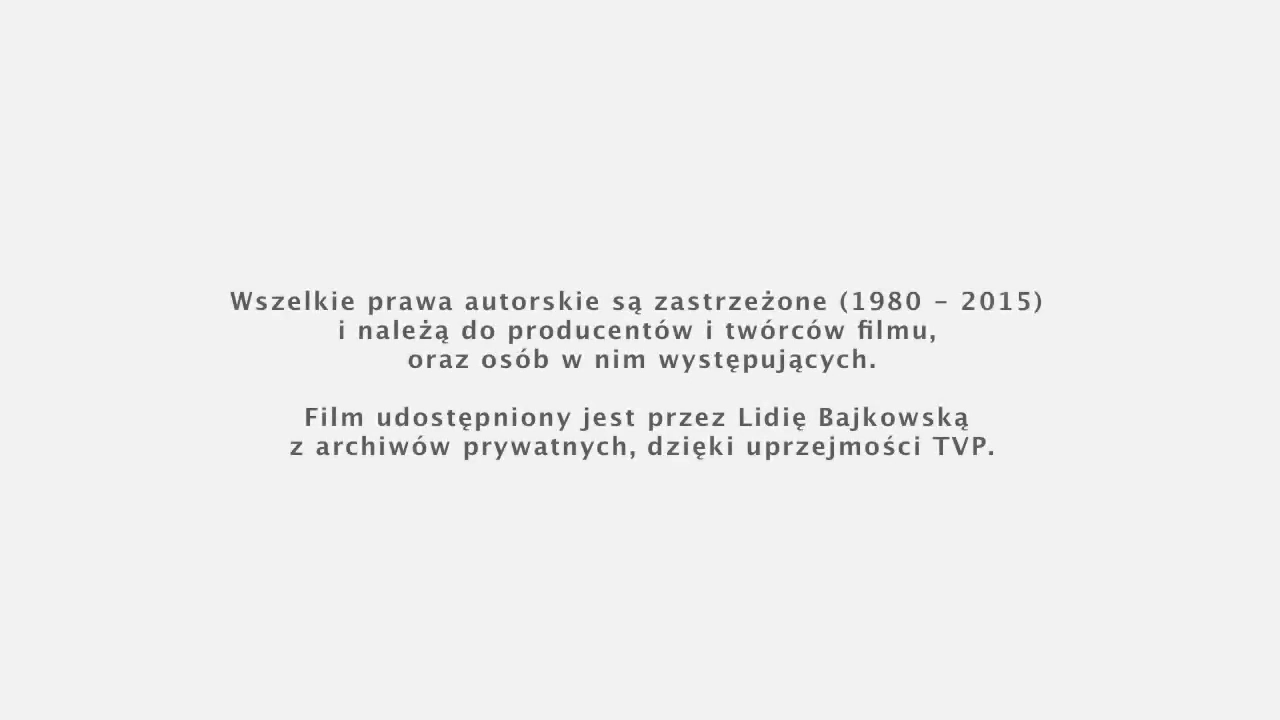 Wszelkie prawa autorskie są zastrzeżone (1980 – 2015)
i należą do producentów i twórców filmu,
oraz osób w nim występujących.
Film udostępniony jest przez Lidię Bajkowską
z archiwów prywatnych, dzięki uprzejmości TVP.